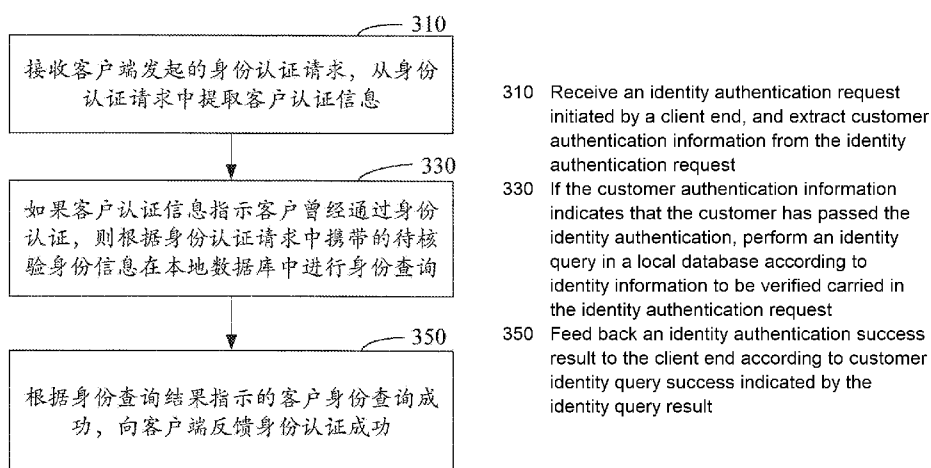 310
接收客户端发起的身份认证请求，从身份
认证请求中提取客户认证信息
330
如果客户认证信息指示客户曾经通过身份
认证，则根据身份认证请求中携带的待核
验身份信息在本地数据库中进行身份查询
350
根据身份查询结果指示的客户身份查询成
功，向客户端反馈身份认证成功
310 Receive an identity authentication request
initiated by a client end, and extract customer
authentication information from the identity
authentication request
330 If the customer authentication information
indicates that the customer has passed the
identity authentication, perform an identity
query in a local database according to
identity information to be verified carried in
the identity authentication request
350 Feed back an identity authentication success
result to the client end according to customer
identity query success indicated by the
identity query result